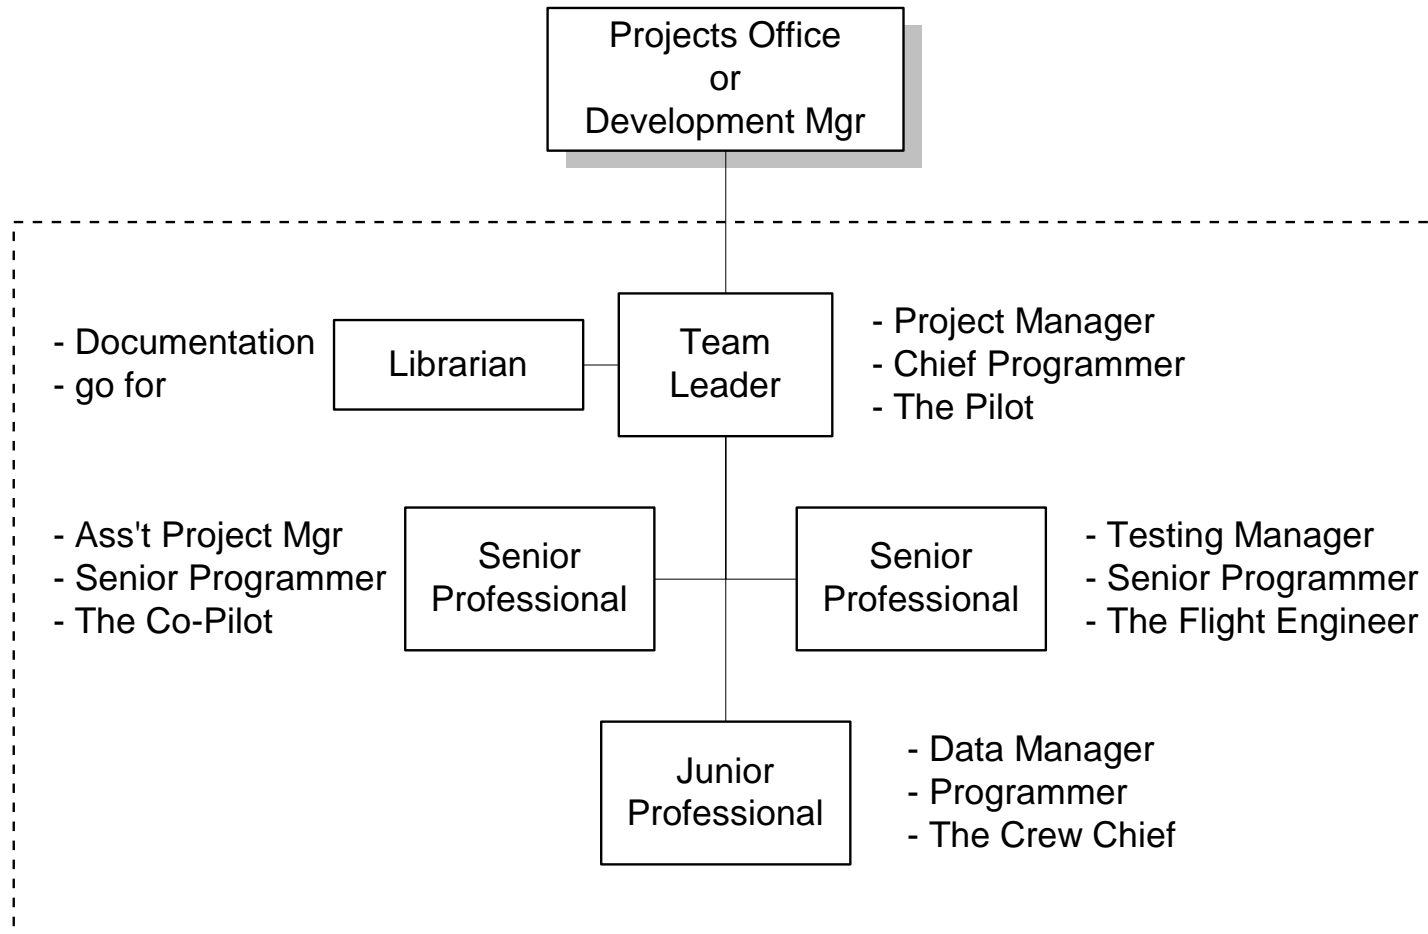 Projects Office
or
Development Mgr
- Documentation
- go for
Librarian
Team
Leader
- Project Manager
- Chief Programmer
- The Pilot
- Ass't Project Mgr
- Senior Programmer
- The Co-Pilot
Senior
Professional
Senior
Professional
- Testing Manager
- Senior Programmer
- The Flight Engineer
Junior
Professional
- Data Manager
- Programmer
- The Crew Chief